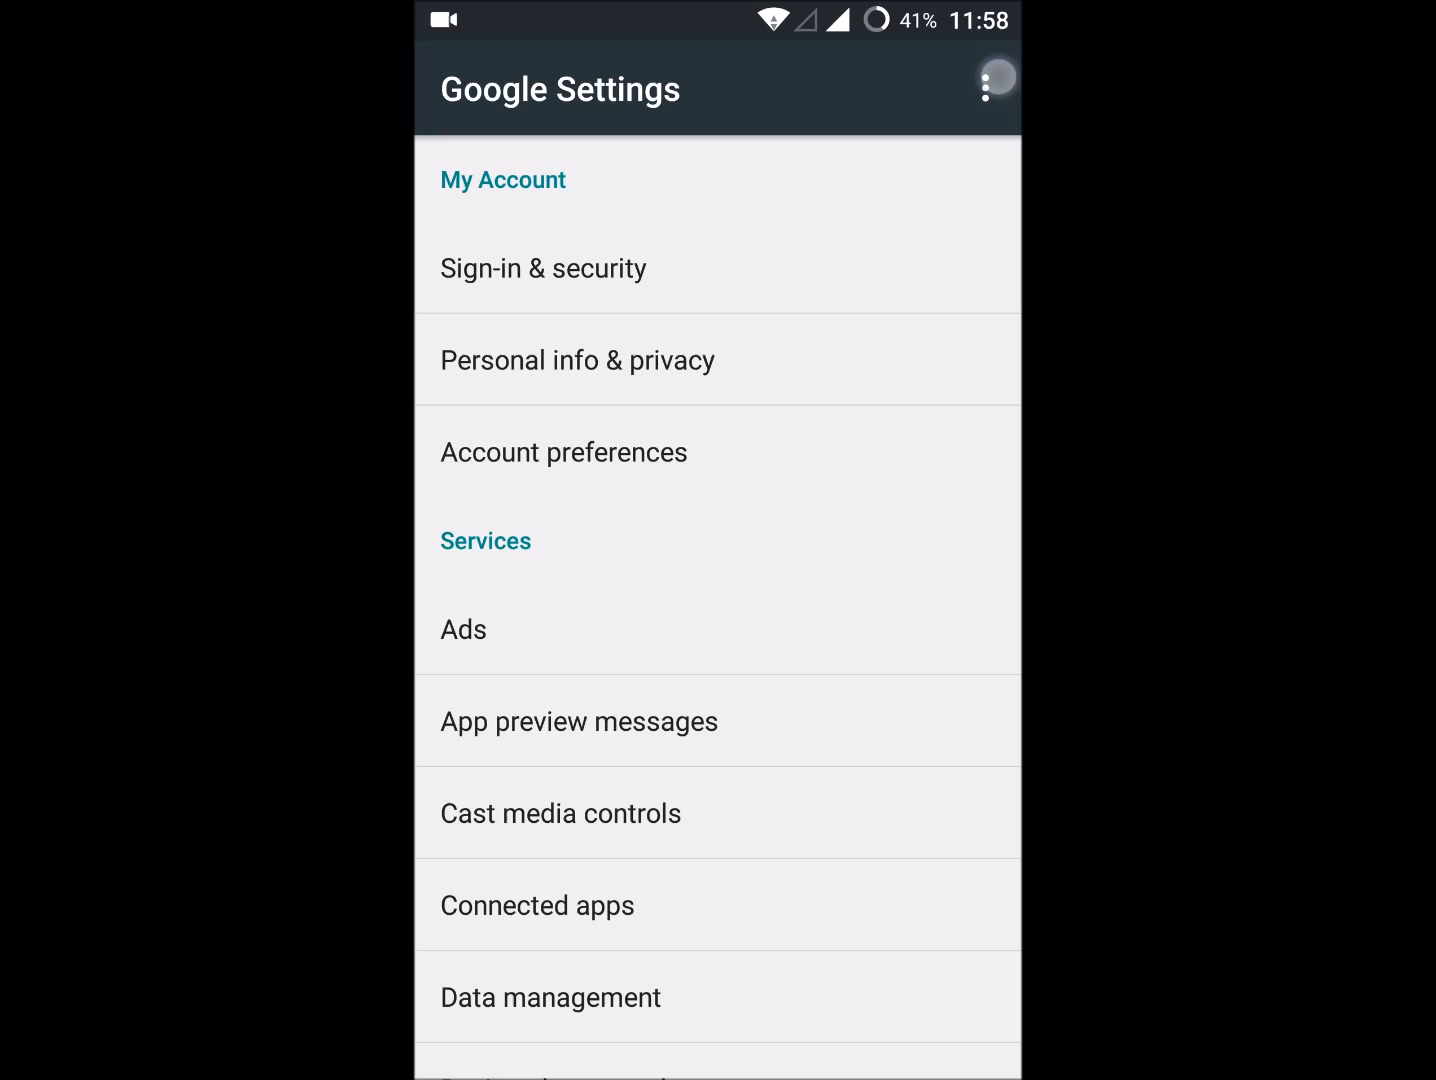 41% 11:58
Google Settings
My Account
Sign-in & security
Personal info & privacy
Account preferences
Services
Ads
App preview messages
Cast media controls
Connected apps
Data management